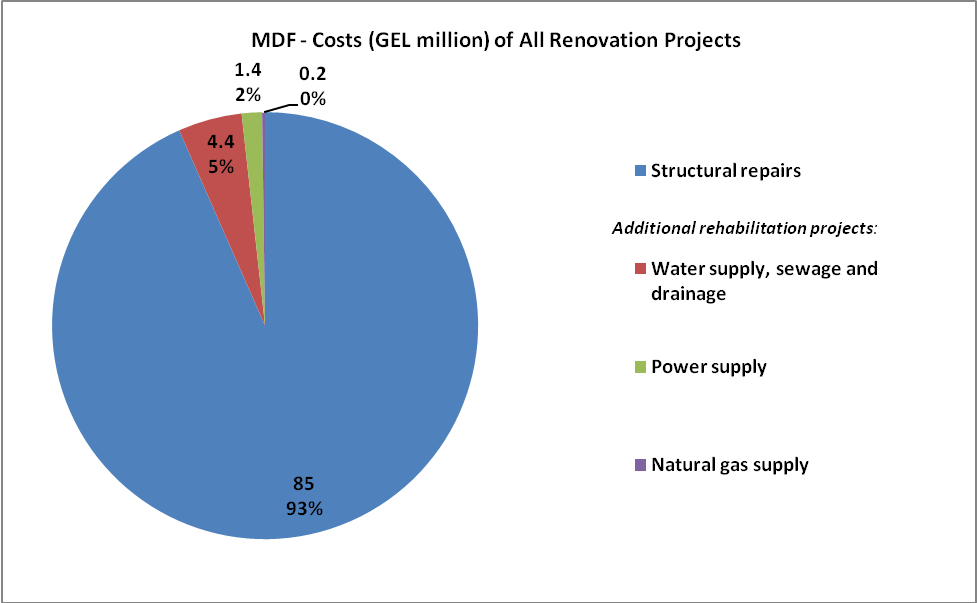 MDF - Costs (GEL million) of All Renovation Projects
1.4
2%
0.2
0%
4.4
5%
85
93%
Structural repairs
Additional rehabilitation projects:
Water supply, sewage and
drainage
Power supply
Natural gas supply